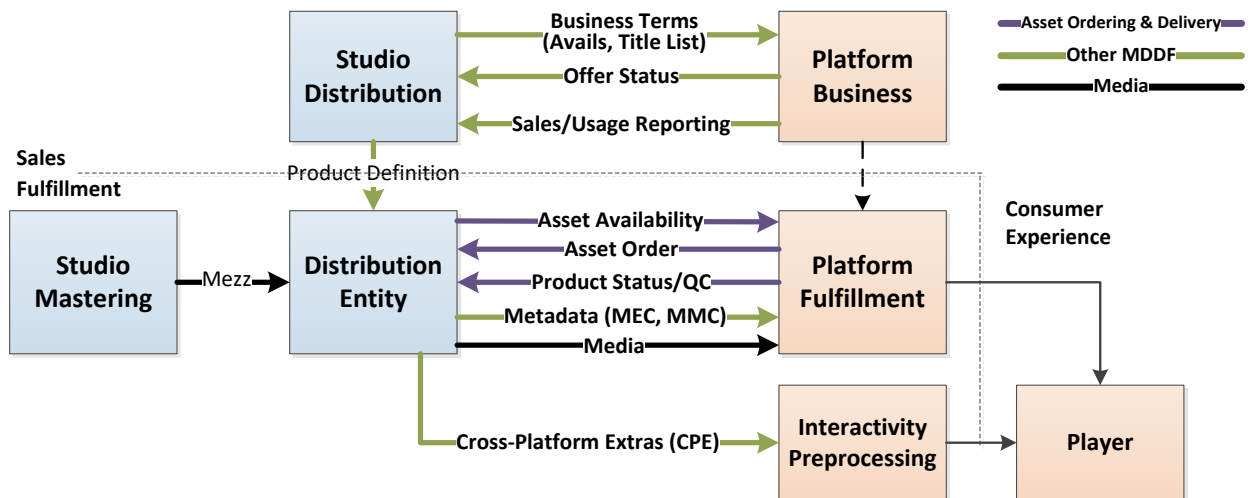 Business Terms
(Avails, Title List)
Asset Ordering & Delivery
Studio
Distribution
Offer Status
Platform
Business
Other MDDF
Media
Sales/Usage Reporting
Sales
Fulfillment
Product Definition
Studio
Mastering
Mezz
Distribution
Entity
Asset Availability
Asset Order
Product Status/QC
Metadata (MEC, MMC)
Media
Platform
Fulfillment
Consumer
Experience
Cross-Platform Extras (CPE)
Interactivity
Preprocessing
Player